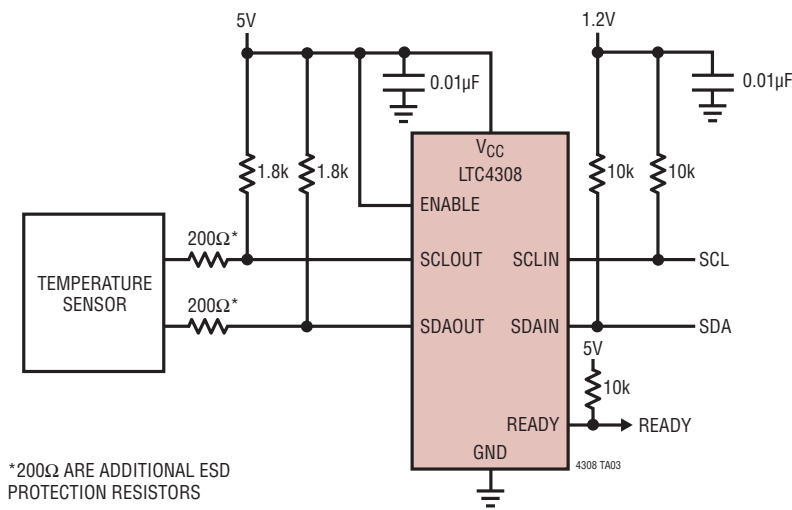 5V
1.2V
0.01µF
0.01µF
VCC
LTC4308
1.8k
1.8k
10k
10k
ENABLE
200Ω*
SCLOUT
SCLIN
SCL
TEMPERATURE
SENSOR
200Ω*
SDAOUT
SDAIN
SDA
5V
10k
READY
READY
GND
4308 TA03
*200Ω ARE ADDITIONAL ESD
PROTECTION RESISTORS